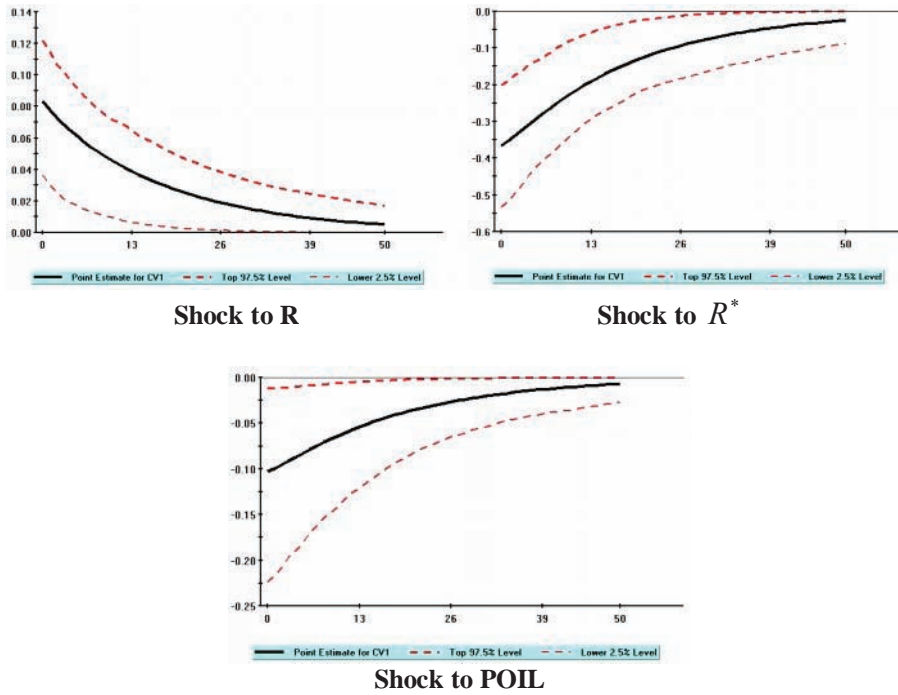 0.14
0.12
0.10
0.08
0.06
0.04
0.02
0.00
0 13 26 39 50
Point Estimate for CV1 Top 97.5% Level Lower 2.5% Level
Shock to R
0.0
-0.1
-0.2
-0.3
-0.4
-0.5
-0.6
0 13 26 39 50
Point Estimate for CV1 Top 97.5% Level Lower 2.5% Level
Shock to R*
0.00
-0.05
-0.10
-0.15
-0.20
-0.25
0 13 26 39 50
Point Estimate for CV1 Top 97.5% Level Lower 2.5% Level
Shock to POIL